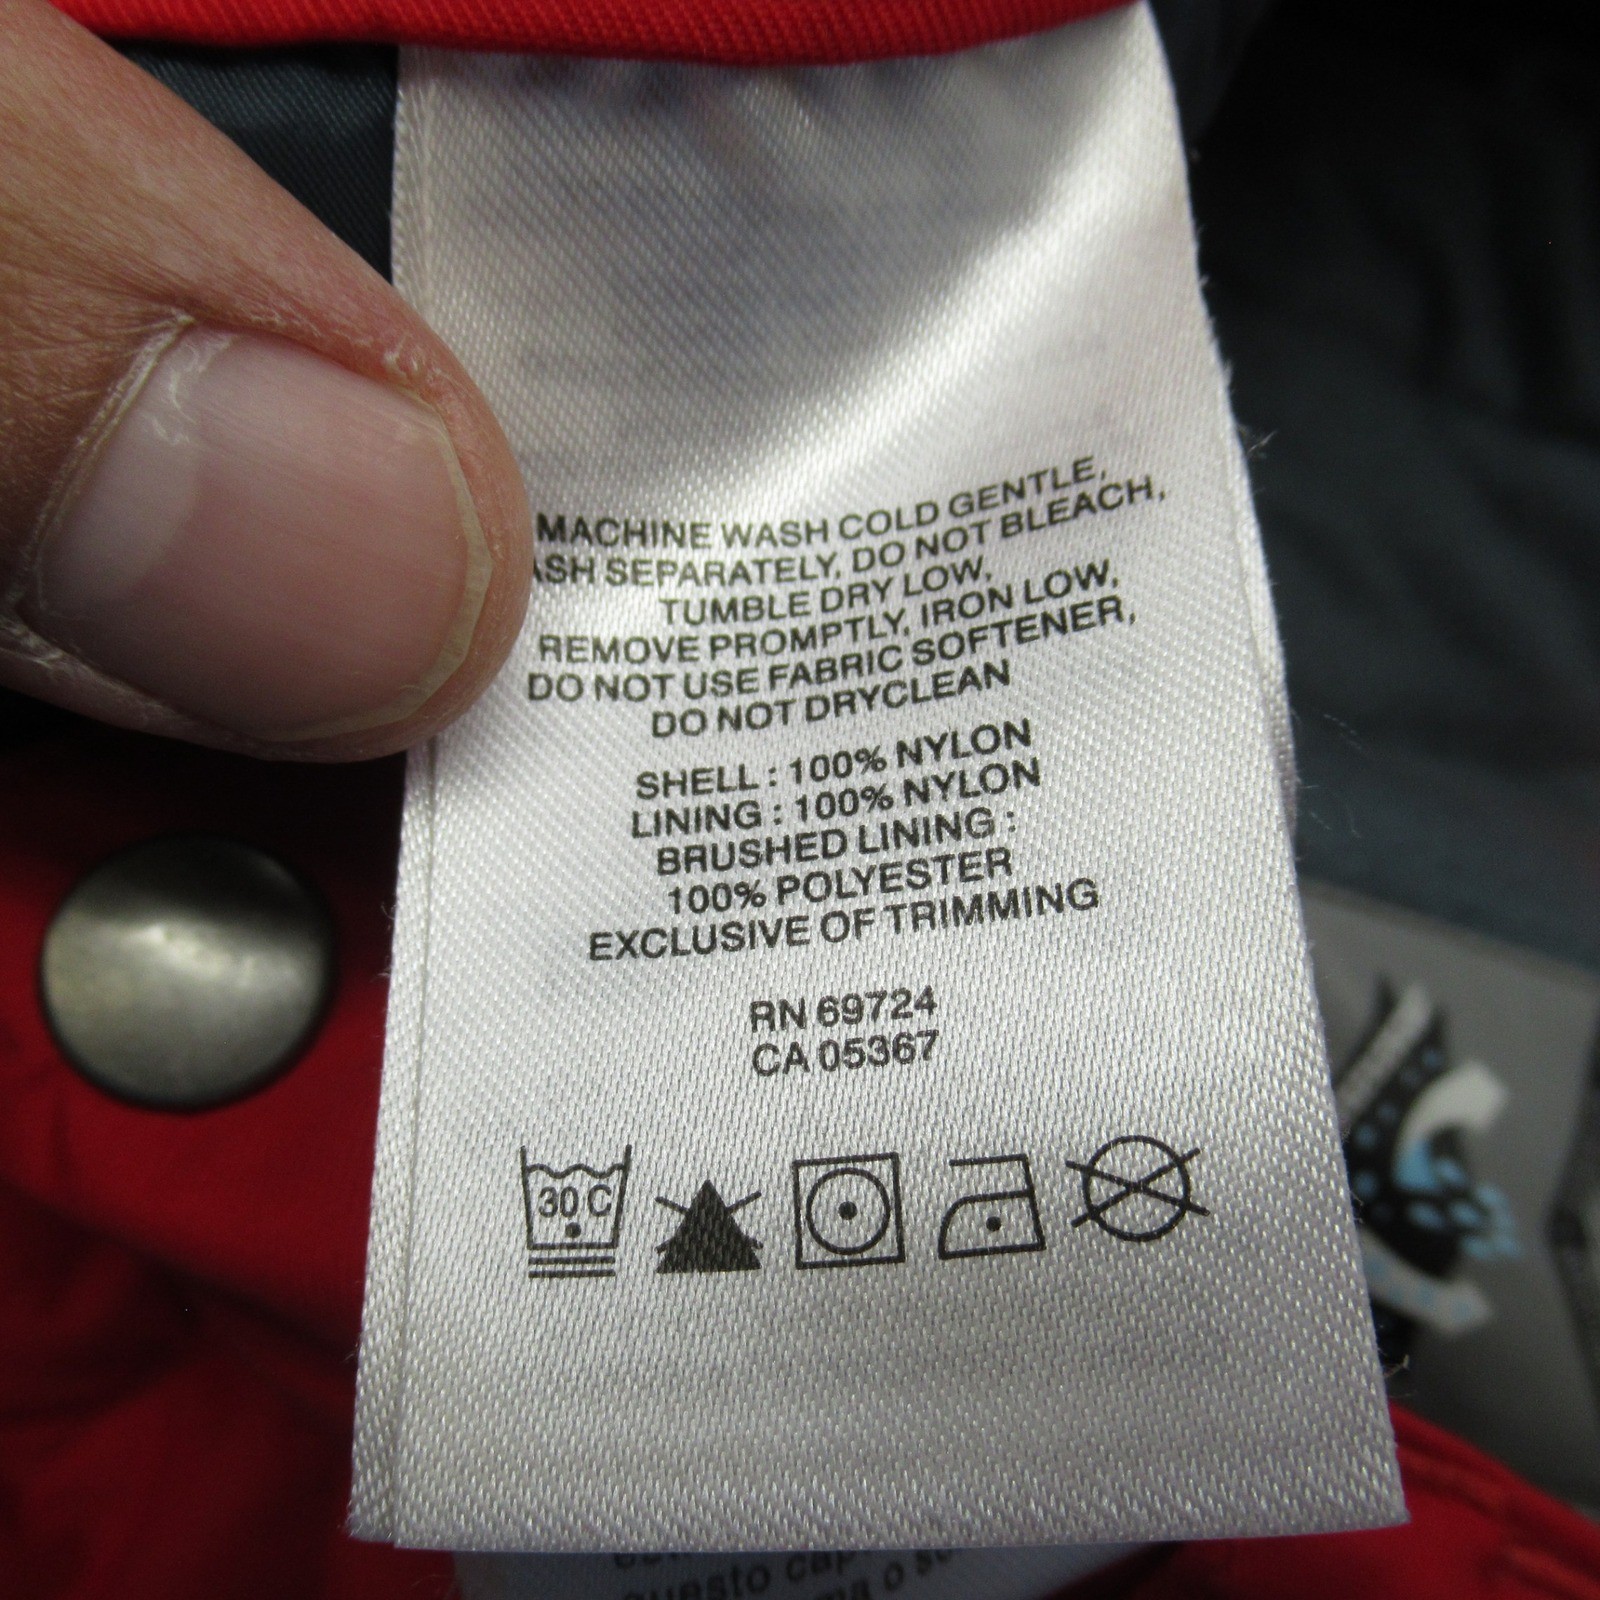 MACHINE WASH COLD GENTLE,
ASH SEPARATELY, DO NOT BLEACH,
TUMBLE DRY LOW,
REMOVE PROMPTLY, IRON LOW,
DO NOT USE FABRIC SOFTENER,
DO NOT DRYCLEAN
SHELL : 100% NYLON
LINING : 100% NYLON
BRUSHED LINING :
100% POLYESTER
EXCLUSIVE OF TRIMMING
RN 69724
CA 05367
30 C
questo